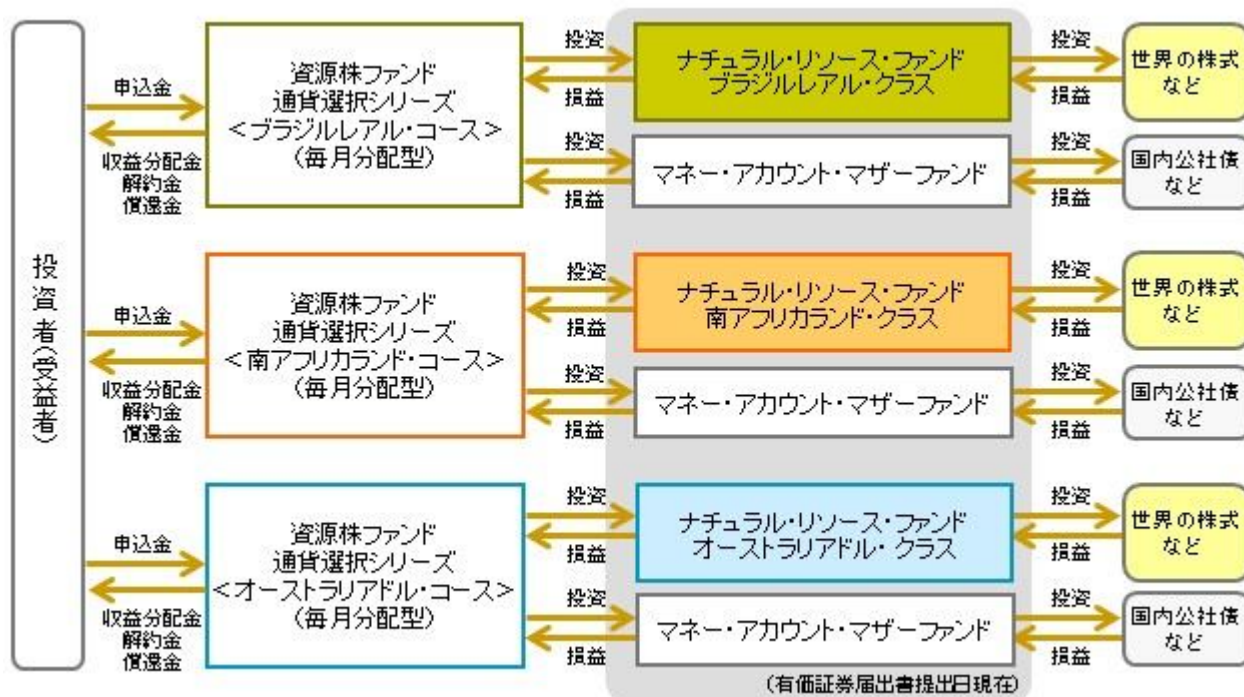 投資者(受益者)
申込金
収益分配金
解約金
償還金
資源株ファンド
通貨選択シリーズ
<ブラジルレアル・コース>
(毎月分配型)
投資
損益
投資
損益
ナチュラル・リソース・ファンド
ブラジルレアル・クラス
マネー・アカウント・マザーファンド
投資
損益
投資
損益
世界の株式
など
国内公社債
など
申込金
収益分配金
解約金
償還金
資源株ファンド
通貨選択シリーズ
<南アフリカランド・コース>
(毎月分配型)
投資
損益
投資
損益
ナチュラル・リソース・ファンド
南アフリカランド・クラス
マネー・アカウント・マザーファンド
投資
損益
投資
損益
世界の株式
など
国内公社債
など
申込金
収益分配金
解約金
償還金
資源株ファンド
通貨選択シリーズ
<オーストラリアドル・コース>
(毎月分配型)
投資
損益
投資
損益
ナチュラル・リソース・ファンド
オーストラリアドル・クラス
マネー・アカウント・マザーファンド
投資
損益
投資
損益
世界の株式
など
国内公社債
など
(有価証券届出書提出日現在)